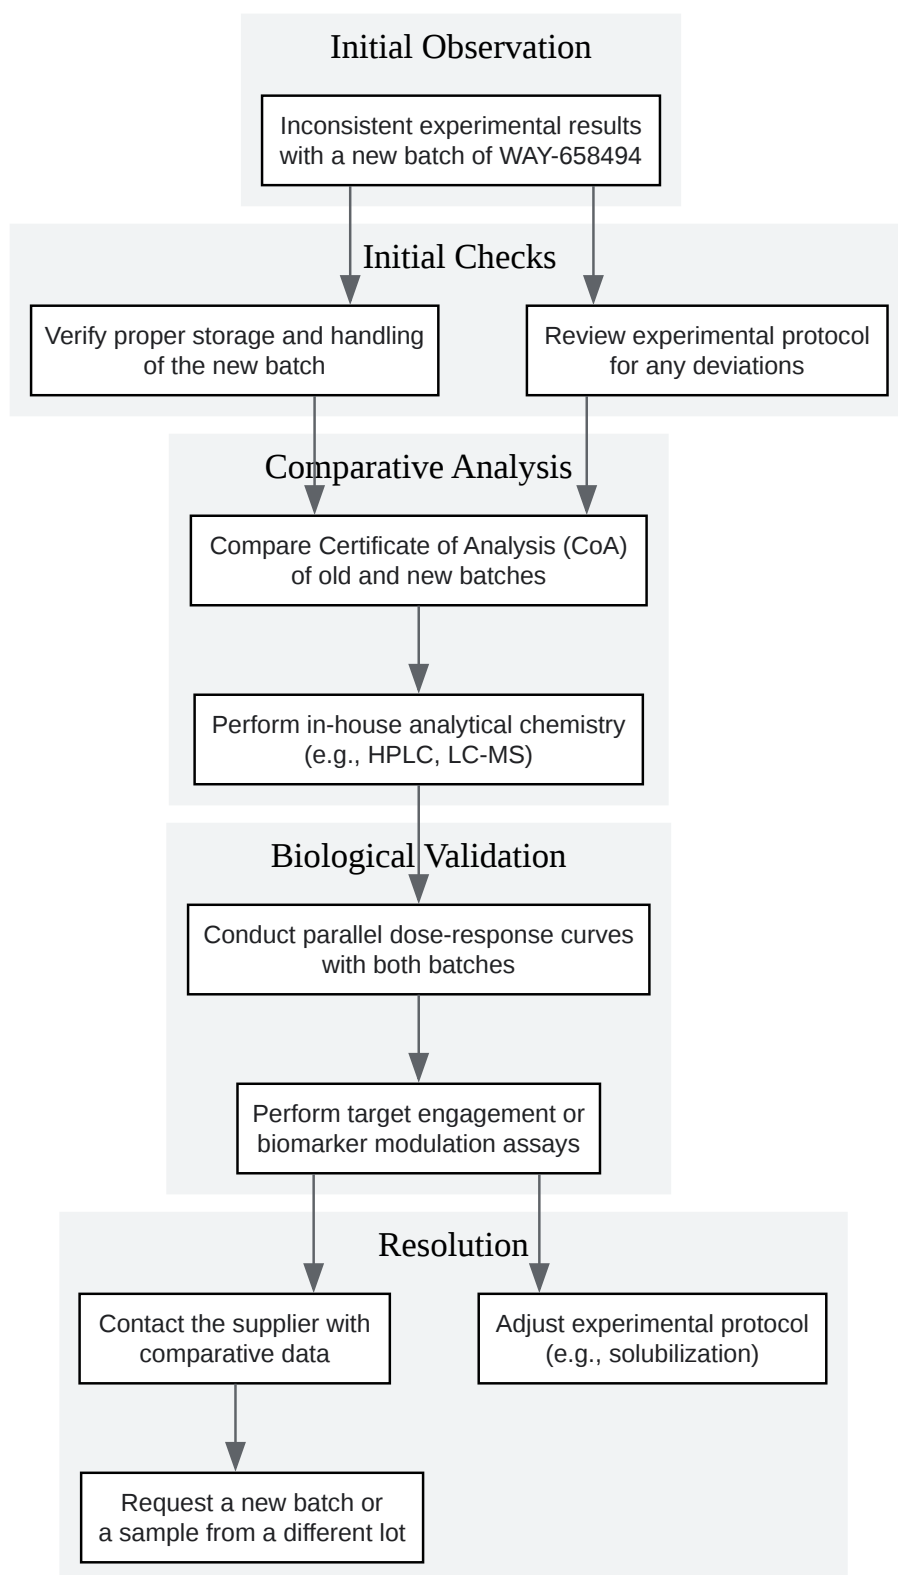 Initial Observation
Inconsistent experimental results
with a new batch of WAY-658494
Initial Checks
Verify proper storage and handling
of the new batch
Review experimental protocol
for any deviations
Comparative Analysis
Compare Certificate of Analysis (CoA)
of old and new batches
Perform in-house analytical chemistry
(e.g., HPLC, LC-MS)
Biological Validation
Conduct parallel dose-response curves
with both batches
Perform target engagement or
biomarker modulation assays
Resolution
Contact the supplier with
comparative data
Adjust experimental protocol
(e.g., solubilization)
Request a new batch or
a sample from a different lot